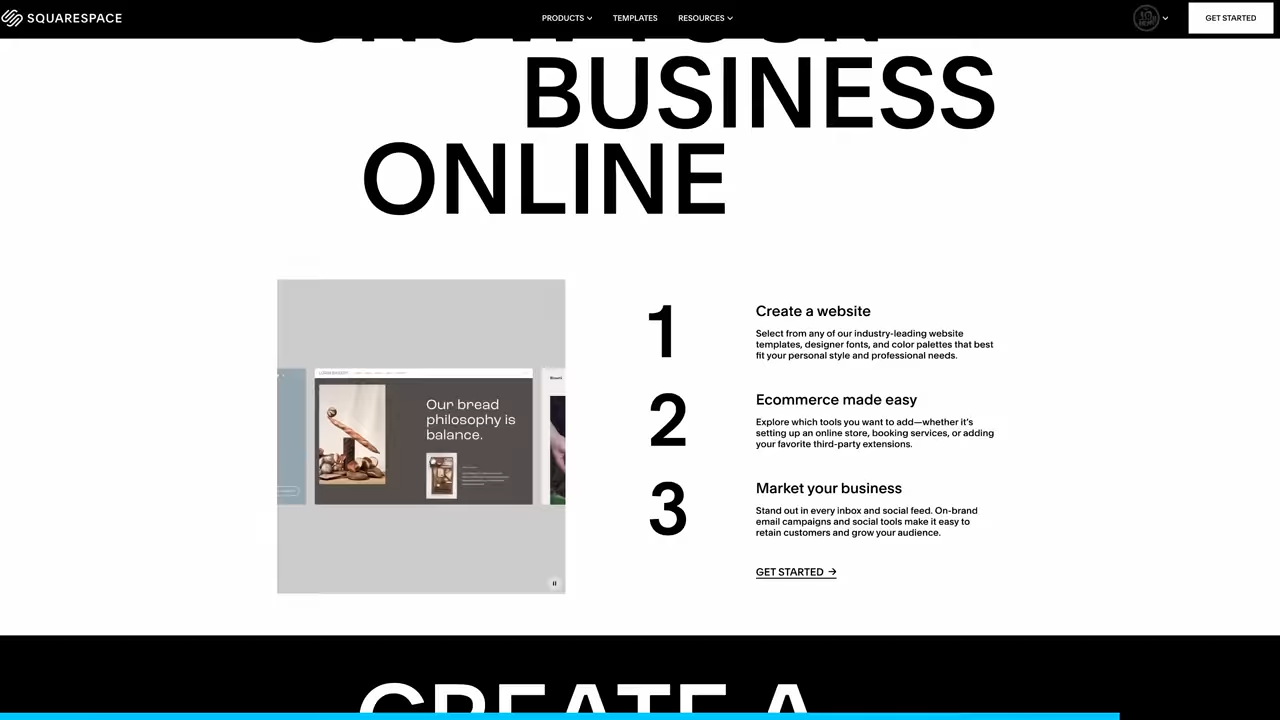 SQUARESPACE
PRODUCTS
TEMPLATES
RESOURCES
GET STARTED
BUSINESS
ONLINE
Our bread
philosophy is
balance.
1
Create a website
Select from any of our industry-leading website
templates, designer fonts, and color palettes that best
fit your personal style and professional needs.
2
Ecommerce made easy
Explore which tools you want to add—whether it's
setting up an online store, booking services, or adding
your favorite third-party extensions.
3
Market your business
Stand out in every inbox and social feed. On-brand
email campaigns and social tools make it easy to
retain customers and grow your audience.
GET STARTED →
CREATE A